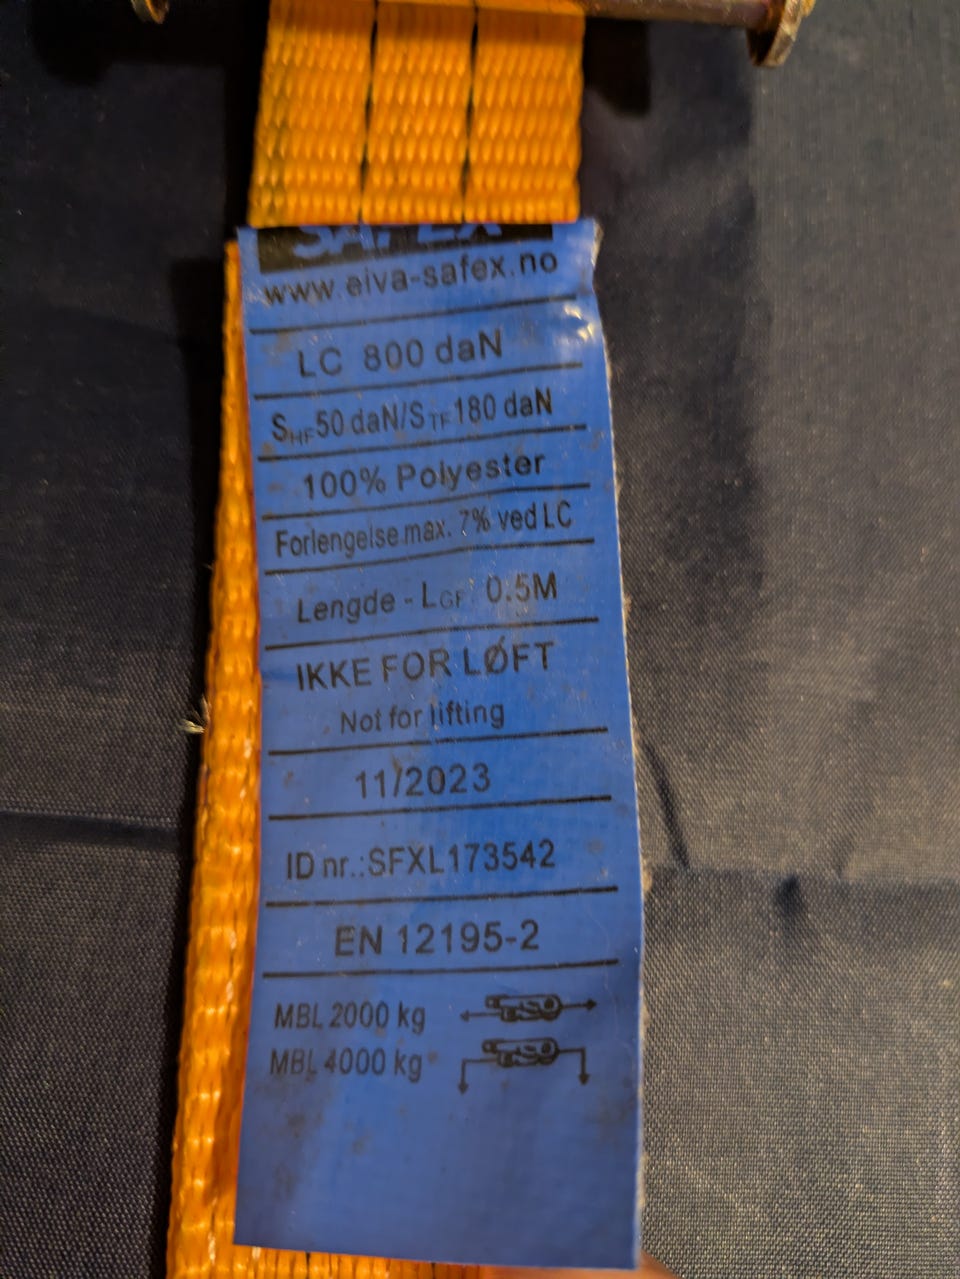 SAFEX
www.eiva-safex.no
LC 800 daN
SHF50 daN/STF180 daN
100% Polyester
Forlengelse max. 7% ved LC
Lengde - LGF 0.5M
IKKE FOR LØFT
Not for lifting
11/2023
ID nr.:SFXL173542
EN 12195-2
MBL 2000 kg
MBL 4000 kg